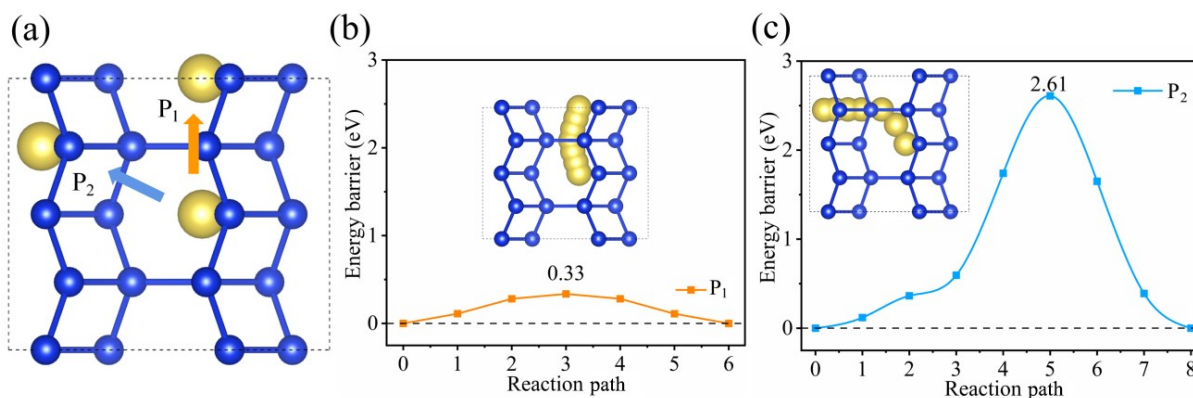 (a)
P1
P2
(b)
Energy barrier (eV)
3
2
1
0
0.33
P1
0 1 2 3 4 5 6
Reaction path
(c)
Energy barrier (eV)
3
2
1
0
2.61
P2
0 1 2 3 4 5 6 7 8
Reaction path